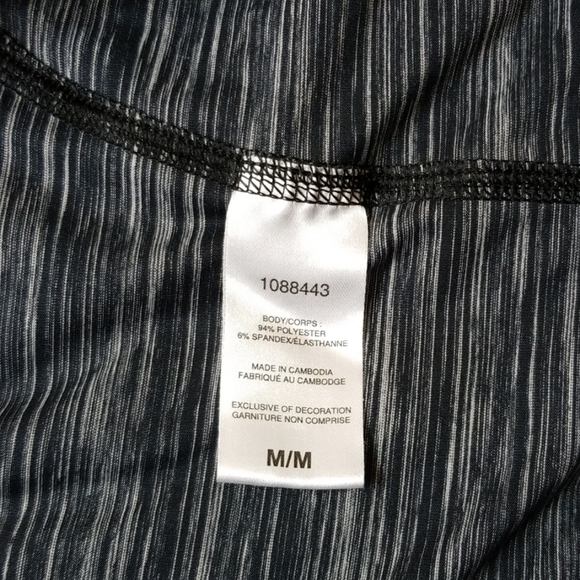 1088443
BODY/CORPS :
94% POLYESTER
6% SPANDEX/ÉLASTHANNE
MADE IN CAMBODIA
FABRIQUÉ AU CAMBODGE
EXCLUSIVE OF DECORATION
GARNITURE NON COMPRISE
M/M